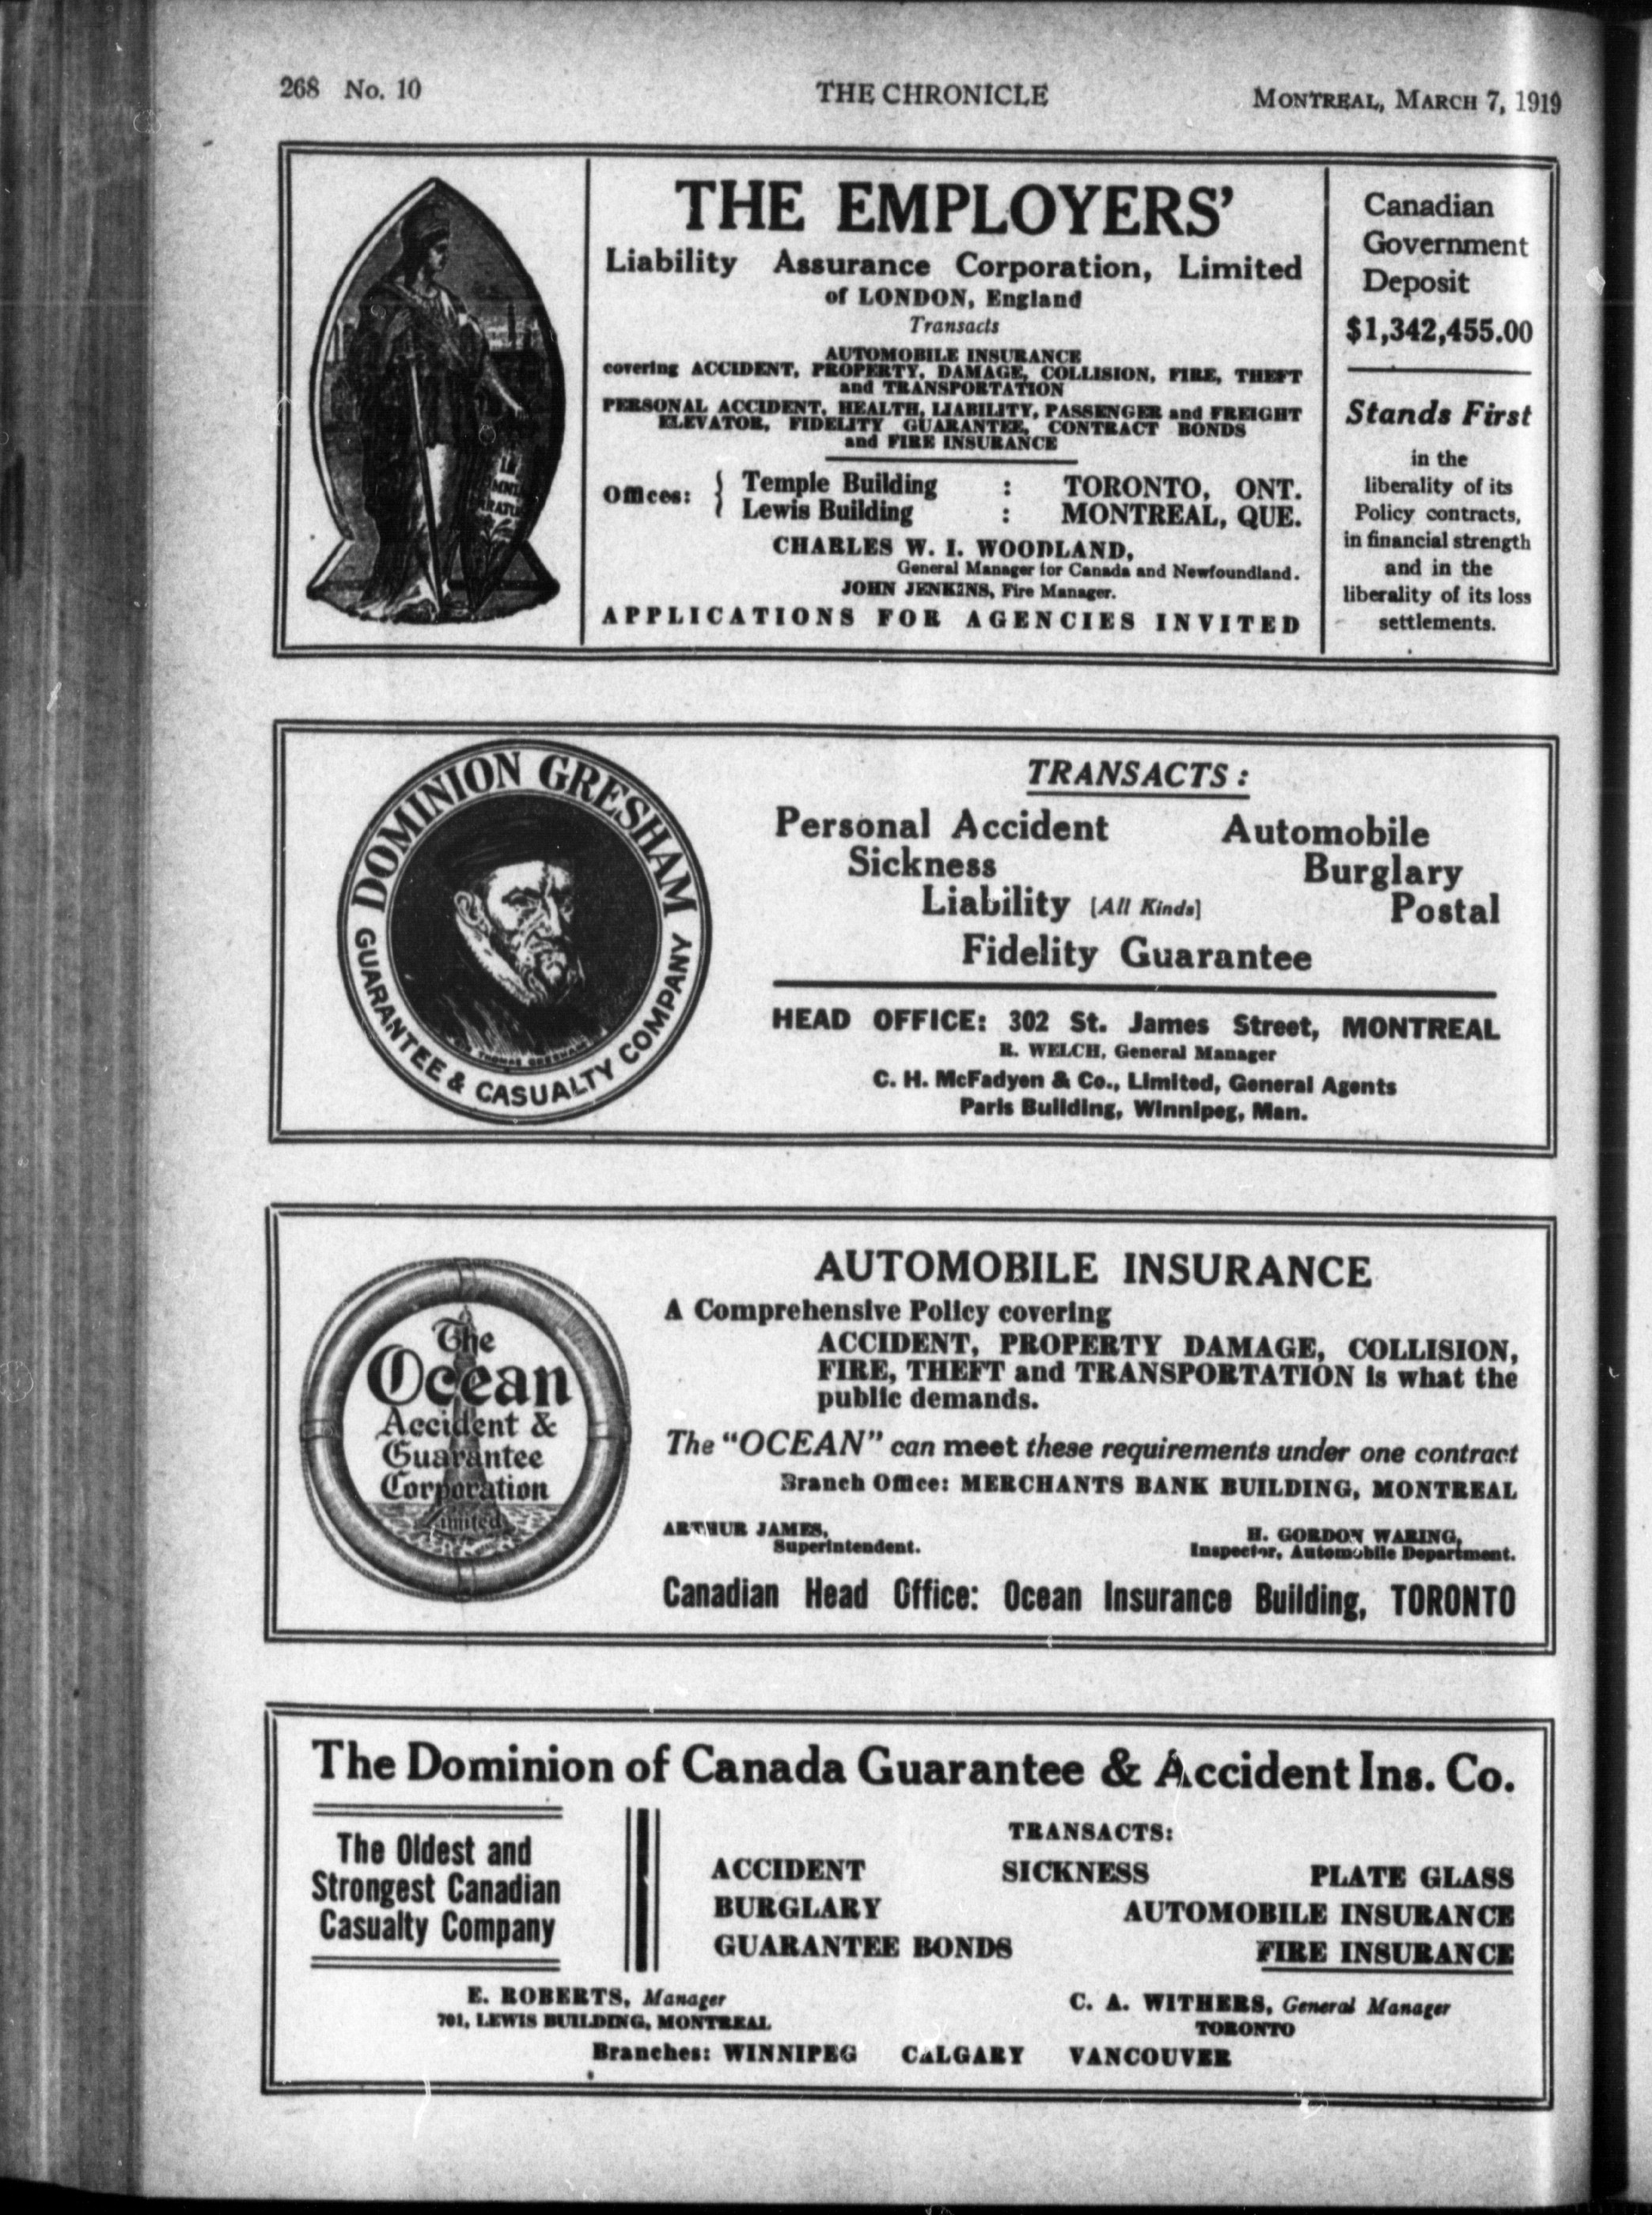 268 No. 10
THE CHRONICLE
MONTREAL, MARCH 7, 1919
THE EMPLOYERS'
Liability Assurance Corporation, Limited
of LONDON, England
Transacts
AUTOMOBILE INSURANCE
covering ACCIDENT, PROPERTY, DAMAGE, COLLISION, FIRE, THEFT
and TRANSPORTATION
PERSONAL ACCIDENT, HEALTH, LIABILITY, PASSENGER and FREIGHT
ELEVATOR, FIDELITY GUARANTEE, CONTRACT BONDS
and FIRE INSURANCE
Offices: { Temple Building : TORONTO, ONT.
Lewis Building : MONTREAL, QUE.
CHARLES W. I. WOODLAND,
General Manager for Canada and Newfoundland.
JOHN JENKINS, Fire Manager.
APPLICATIONS FOR AGENCIES INVITED
Canadian
Government
Deposit
$1,342,455.00
Stands First
in the
liberality of its
Policy contracts,
in financial strength
and in the
liberality of its loss
settlements.
DOMINION GRESHAM
GUARANTEE & CASUALTY COMPANY
THOMAS GRESHAM
TRANSACTS:
Personal Accident Automobile
Sickness Burglary
Liability [All Kinds] Postal
Fidelity Guarantee
HEAD OFFICE: 302 St. James Street, MONTREAL
R. WELCH, General Manager
C. H. McFadyen & Co., Limited, General Agents
Paris Building, Winnipeg, Man.
The
Ocean
Accident &
Guarantee
Corporation
Limited
AUTOMOBILE INSURANCE
A Comprehensive Policy covering
ACCIDENT, PROPERTY DAMAGE, COLLISION,
FIRE, THEFT and TRANSPORTATION is what the
public demands.
The "OCEAN" can meet these requirements under one contract
Branch Office: MERCHANTS BANK BUILDING, MONTREAL
ARTHUR JAMES,
Superintendent.
H. GORDON WARING,
Inspector, Automobile Department.
Canadian Head Office: Ocean Insurance Building, TORONTO
The Dominion of Canada Guarantee & Accident Ins. Co.
The Oldest and
Strongest Canadian
Casualty Company
TRANSACTS:
ACCIDENT SICKNESS PLATE GLASS
BURGLARY AUTOMOBILE INSURANCE
GUARANTEE BONDS FIRE INSURANCE
E. ROBERTS, Manager
701, LEWIS BUILDING, MONTREAL
C. A. WITHERS, General Manager
TORONTO
Branches: WINNIPEG CALGARY VANCOUVER